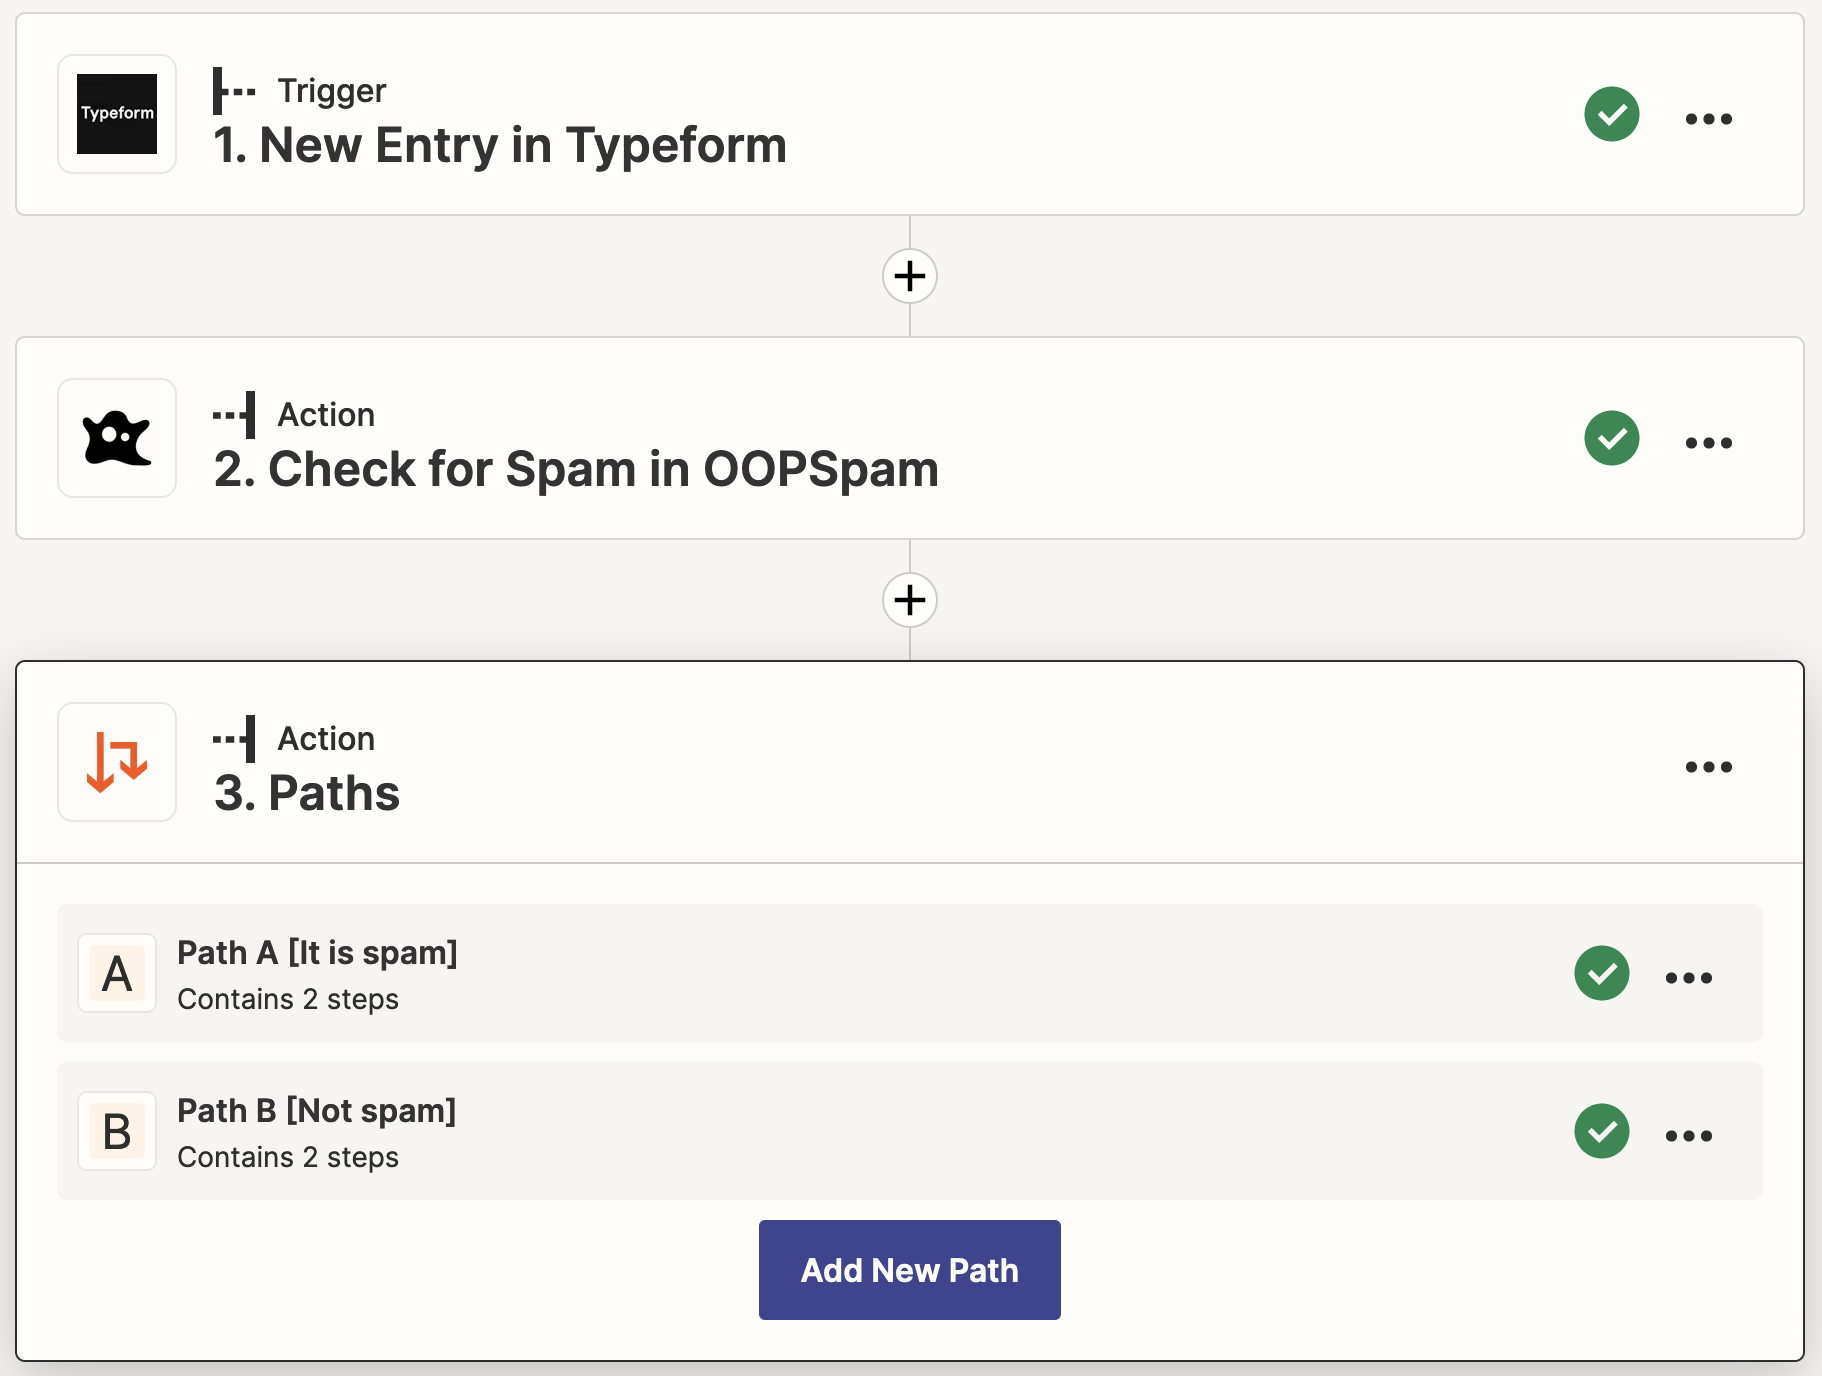 Typeform
Trigger
1. New Entry in Typeform
Action
2. Check for Spam in OOPSpam
Action
3. Paths
A
Path A [It is spam]
Contains 2 steps
B
Path B [Not spam]
Contains 2 steps
Add New Path